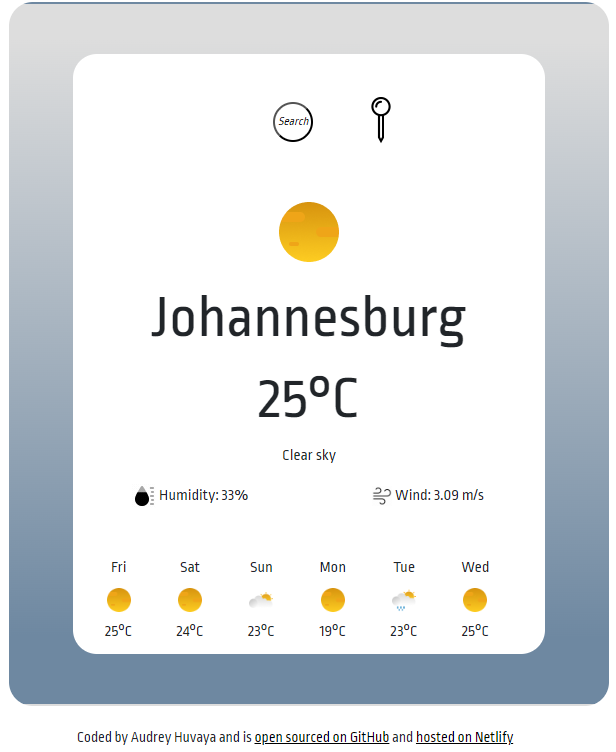 Search
Johannesburg
25°C
Clear sky
Humidity: 33% Wind: 3.09 m/s
Fri Sat Sun Mon Tue Wed
25°C 24°C 23°C 19°C 23°C 25°C
Coded by Audrey Huvaya and is open sourced on GitHub and hosted on Netlify